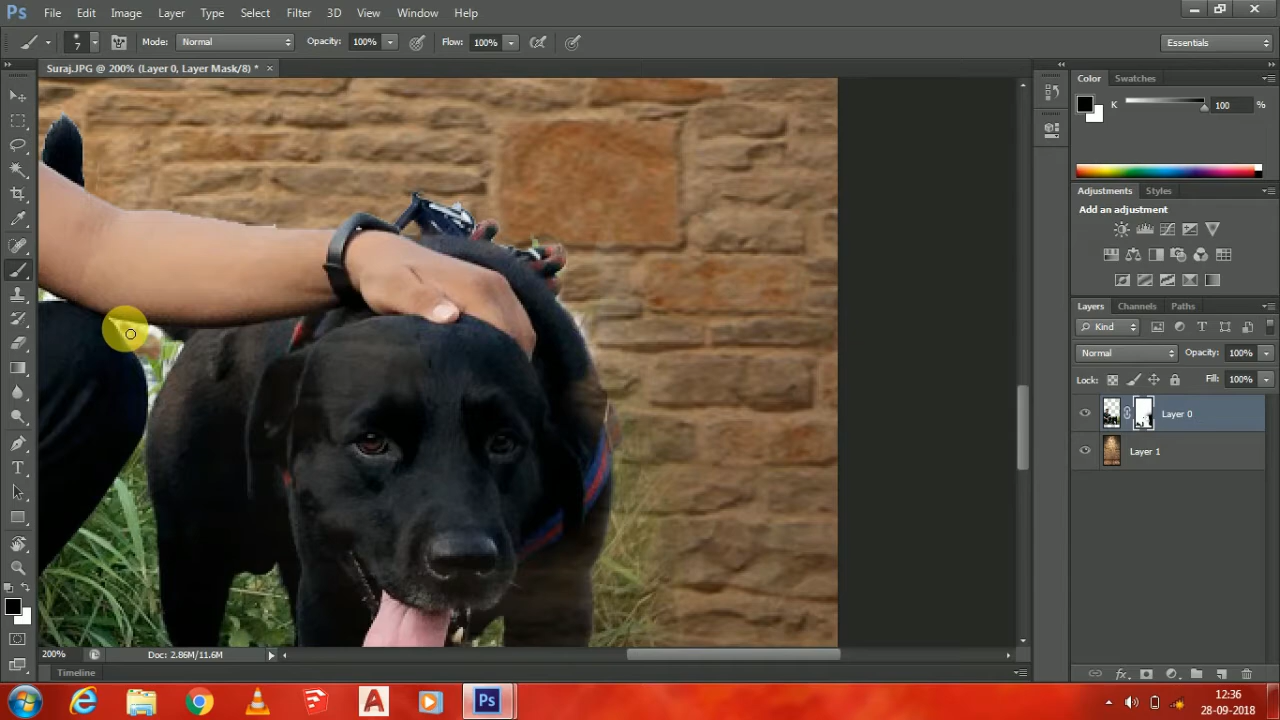 Ps File Edit Image Layer Type Select Filter 3D View Window Help
7 Mode: Normal Opacity: 100% Flow: 100% Essentials
Suraj.JPG @ 200% (Layer 0, Layer Mask/8) * ×
Color Swatches
K 100 %
Adjustments Styles
Add an adjustment
Layers Channels Paths
Kind
Normal Opacity: 100%
Lock: Fill: 100%
Layer 0
Layer 1
200% Doc: 2.86M/11.6M
Timeline
Ps
12:36
28-09-2018